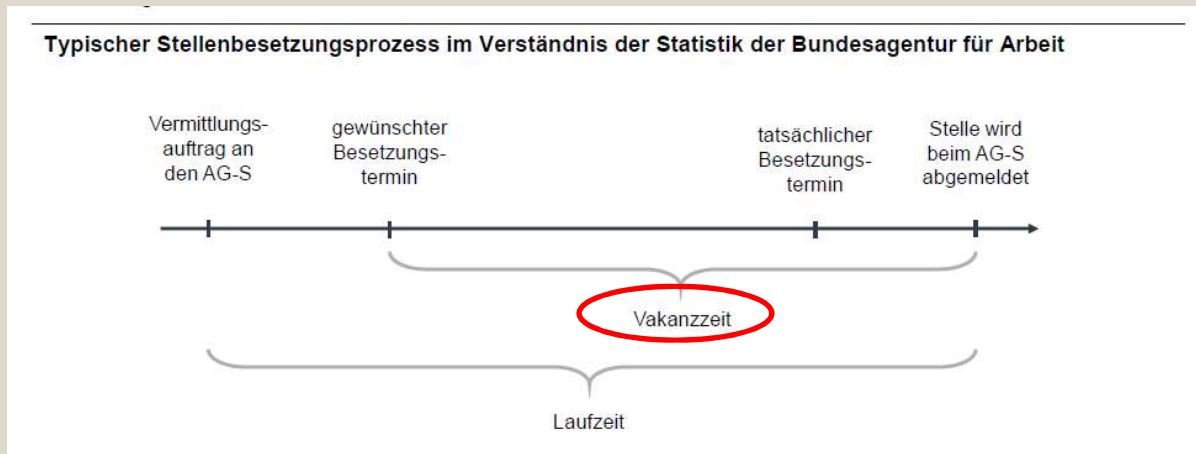 Typischer Stellenbesetzungsprozess im Verständnis der Statistik der Bundesagentur für Arbeit
Vermittlungs-
auftrag an
den AG-S
gewünschter
Besetzungs-
termin
tatsächlicher
Besetzungs-
termin
Stelle wird
beim AG-S
abgemeldet
Vakanzzeit
Laufzeit